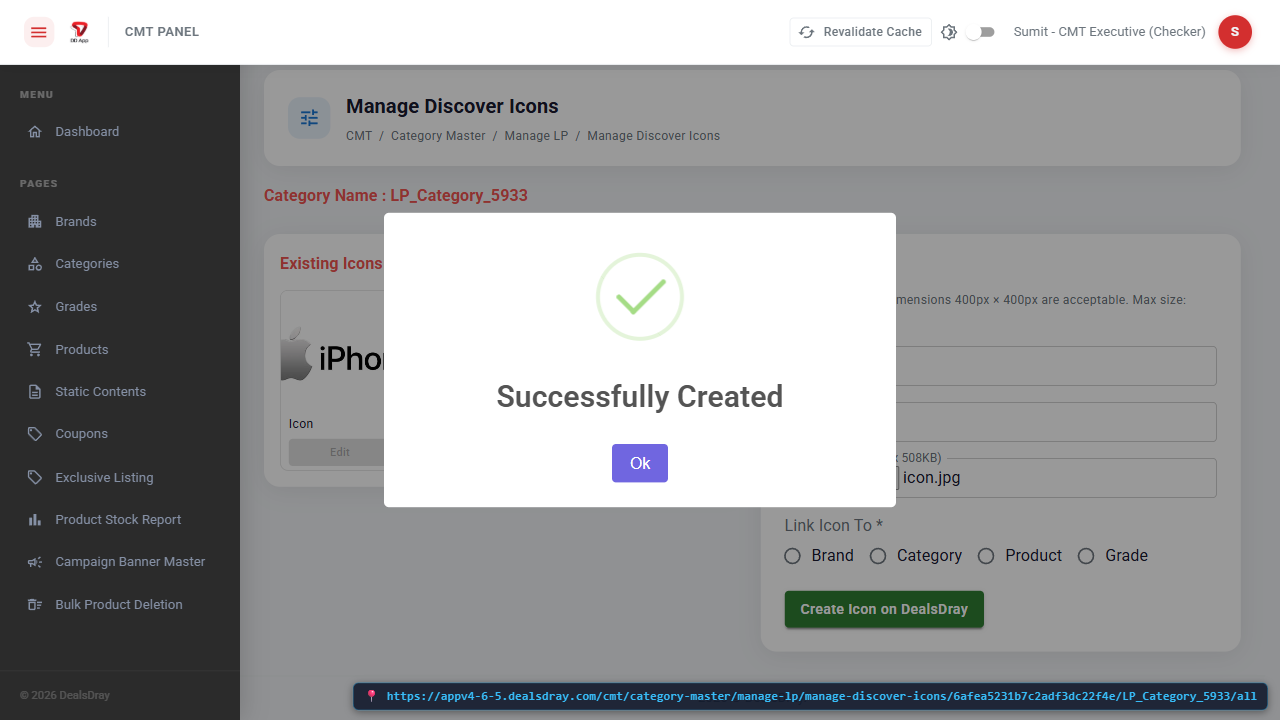 DD App
CMT PANEL
Revalidate Cache
Sumit - CMT Executive (Checker)
S
MENU
Dashboard
PAGES
Brands
Categories
Grades
Products
Static Contents
Coupons
Exclusive Listing
Product Stock Report
Campaign Banner Master
Bulk Product Deletion
© 2026 DealsDray
Manage Discover Icons
CMT / Category Master / Manage LP / Manage Discover Icons
Category Name : LP_Category_5933
Existing Icons
Icon
Edit
400px × 400px are acceptable. Max size:
508KB)
icon.jpg
Link Icon To *
Brand
Category
Product
Grade
Create Icon on DealsDray
Successfully Created
Ok
https://appv4-6-5.dealsdray.com/cmt/category-master/manage-lp/manage-discover-icons/6afea5231b7c2adf3dc22f4e/LP_Category_5933/all